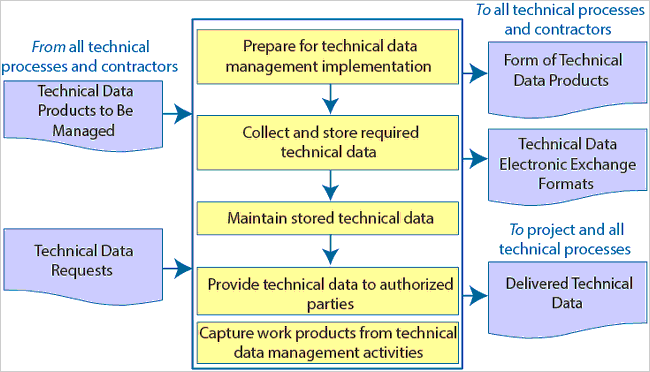 From all technical
processes and contractors
Technical Data
Products to Be
Managed
Technical Data
Requests
Prepare for technical data
management implementation
Collect and store required
technical data
Maintain stored technical data
Provide technical data to authorized
parties
Capture work products from technical
data management activities
To all technical processes
and contractors
Form of Technical
Data Products
Technical Data
Electronic Exchange
Formats
To project and all
technical processes
Delivered Technical
Data